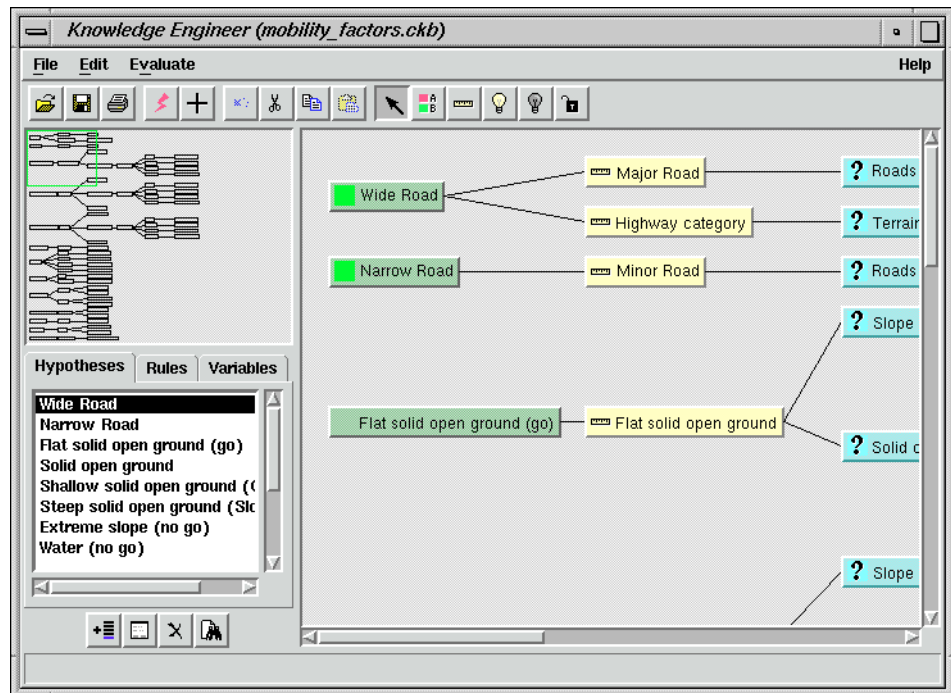 Knowledge Engineer (mobility_factors.ckb)
File Edit Evaluate Help
A
B
Wide Road
Major Road
? Roads
Highway category
? Terrain
Narrow Road
Minor Road
? Roads
? Slope
Flat solid open ground (go)
Flat solid open ground
? Solid c
? Slope
Hypotheses Rules Variables
Wide Road
Narrow Road
Flat solid open ground (go)
Solid open ground
Shallow solid open ground ((
Steep solid open ground (Slo
Extreme slope (no go)
Water (no go)